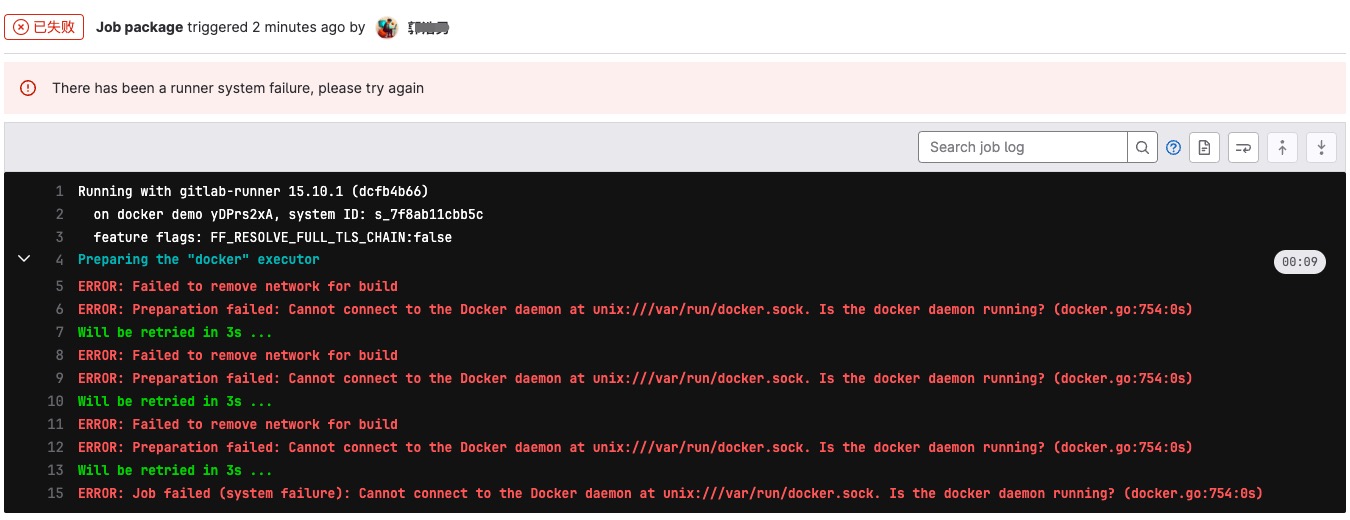 已失败 Job package triggered 2 minutes ago by
There has been a runner system failure, please try again
Search job log
1 Running with gitlab-runner 15.10.1 (dcfb4b66)
2 on docker demo yDPrs2xA, system ID: s_7f8ab11cbb5c
3 feature flags: FF_RESOLVE_FULL_TLS_CHAIN:false
4 Preparing the "docker" executor 00:09
5 ERROR: Failed to remove network for build
6 ERROR: Preparation failed: Cannot connect to the Docker daemon at unix:///var/run/docker.sock. Is the docker daemon running? (docker.go:754:0s)
7 Will be retried in 3s ...
8 ERROR: Failed to remove network for build
9 ERROR: Preparation failed: Cannot connect to the Docker daemon at unix:///var/run/docker.sock. Is the docker daemon running? (docker.go:754:0s)
10 Will be retried in 3s ...
11 ERROR: Failed to remove network for build
12 ERROR: Preparation failed: Cannot connect to the Docker daemon at unix:///var/run/docker.sock. Is the docker daemon running? (docker.go:754:0s)
13 Will be retried in 3s ...
15 ERROR: Job failed (system failure): Cannot connect to the Docker daemon at unix:///var/run/docker.sock. Is the docker daemon running? (docker.go:754:0s)